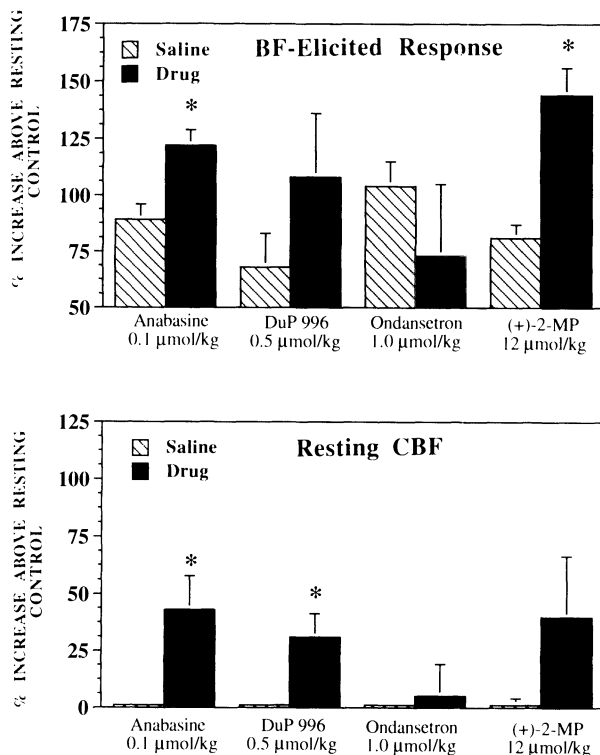 BF-Elicited Response
Saline
Drug
% INCREASE ABOVE RESTING
CONTROL
175
150
125
100
75
50
*
*
Anabasine
0.1 µmol/kg
DuP 996
0.5 µmol/kg
Ondansetron
1.0 µmol/kg
(+)-2-MP
12 µmol/kg
Resting CBF
Saline
Drug
% INCREASE ABOVE RESTING
CONTROL
125
100
75
50
25
0
*
*
Anabasine
0.1 µmol/kg
DuP 996
0.5 µmol/kg
Ondansetron
1.0 µmol/kg
(+)-2-MP
12 µmol/kg